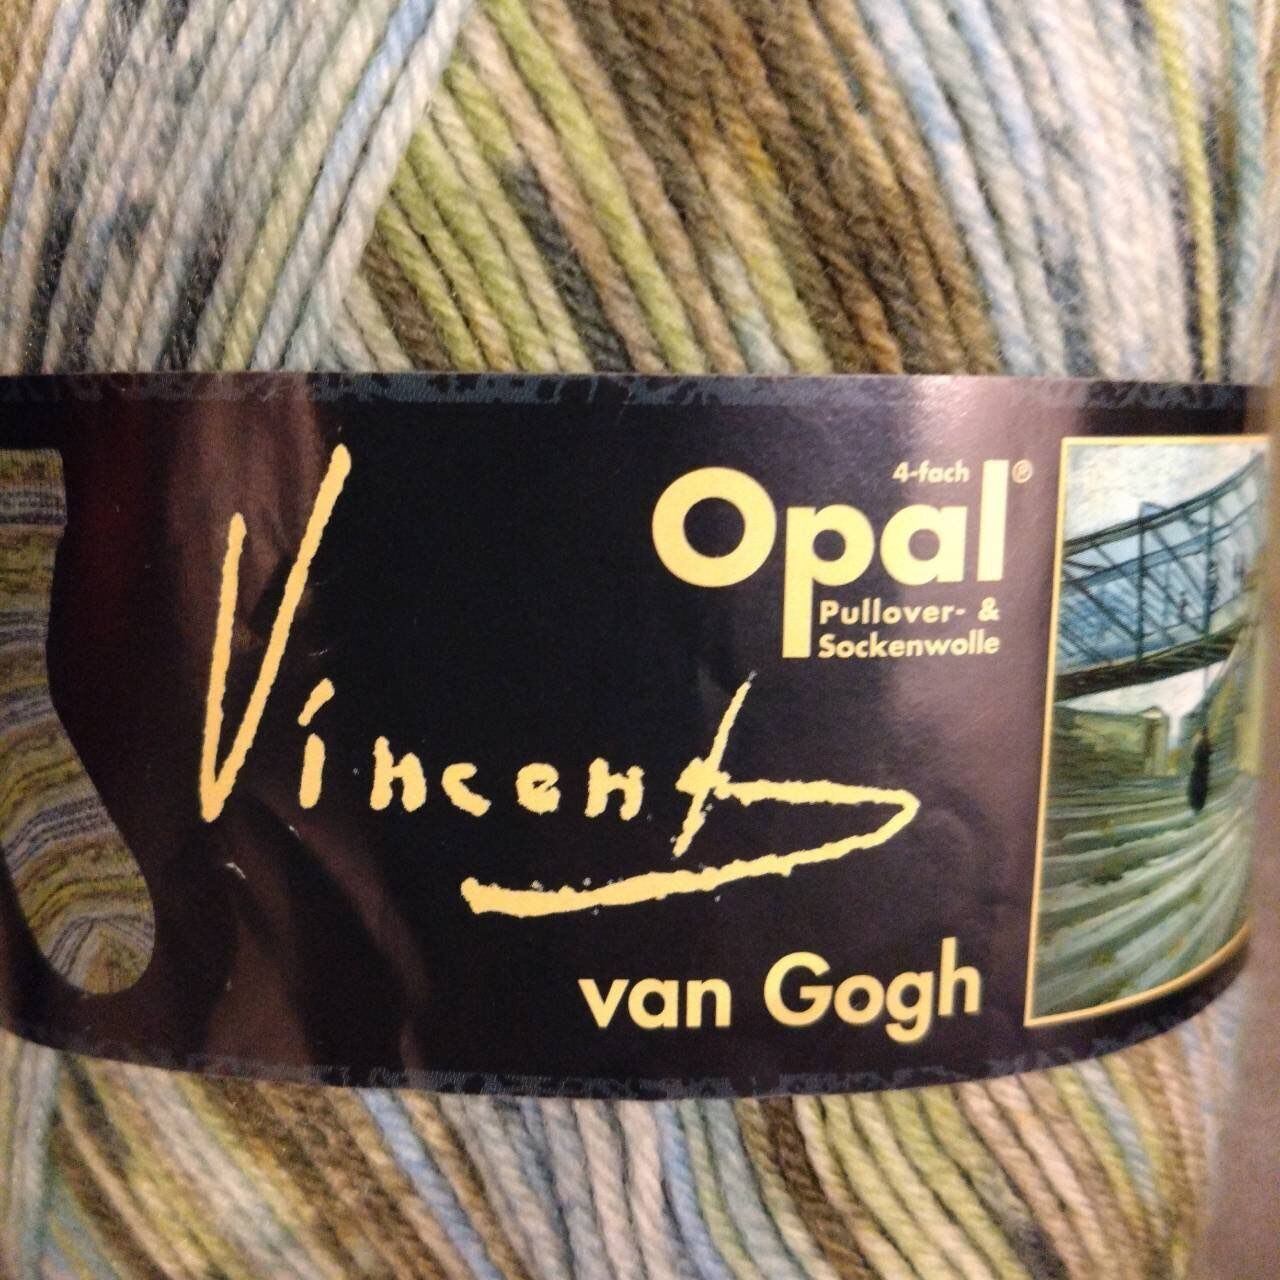 4-fach
Opal®
Pullover- &
Sockenwolle
Vincent
van Gogh